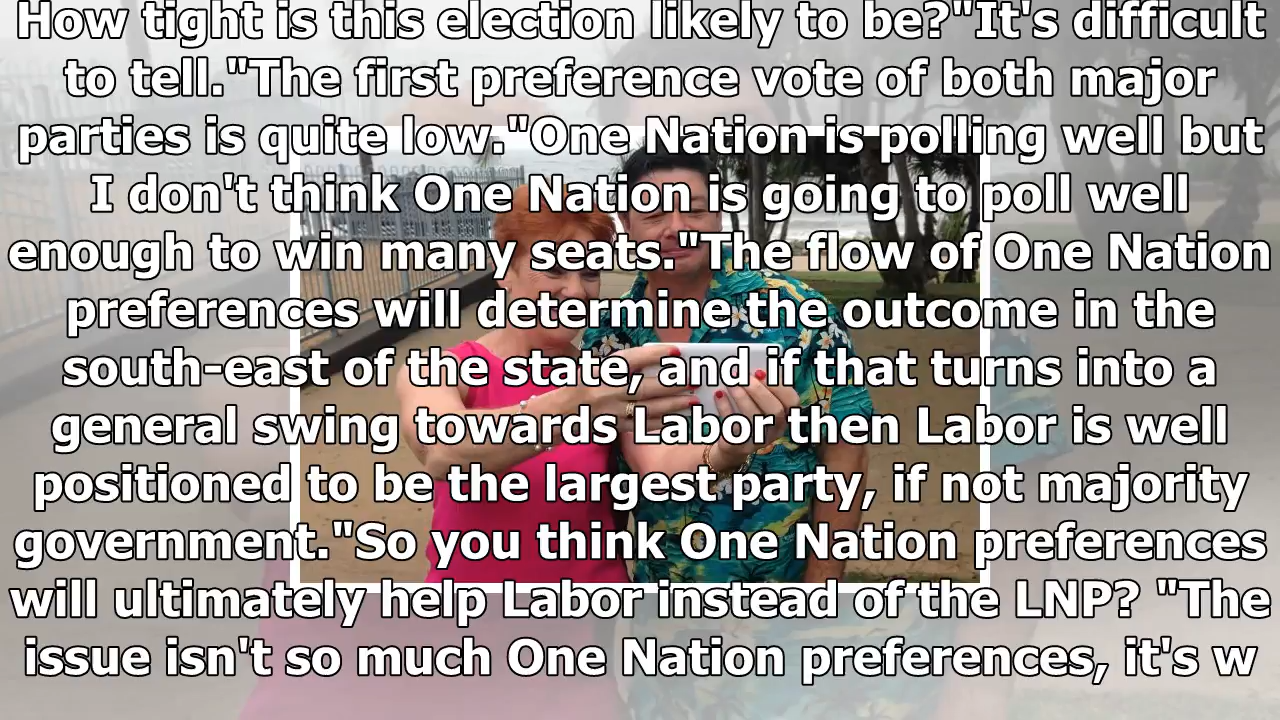 How tight is this election likely to be?"It's difficult
to tell."The first preference vote of both major
parties is quite low."One Nation is polling well but
I don't think One Nation is going to poll well
enough to win many seats."The flow of One Nation
preferences will determine the outcome in the
south-east of the state, and if that turns into a
general swing towards Labor then Labor is well
positioned to be the largest party, if not majority
government."So you think One Nation preferences
will ultimately help Labor instead of the LNP? "The
issue isn't so much One Nation preferences, it's w